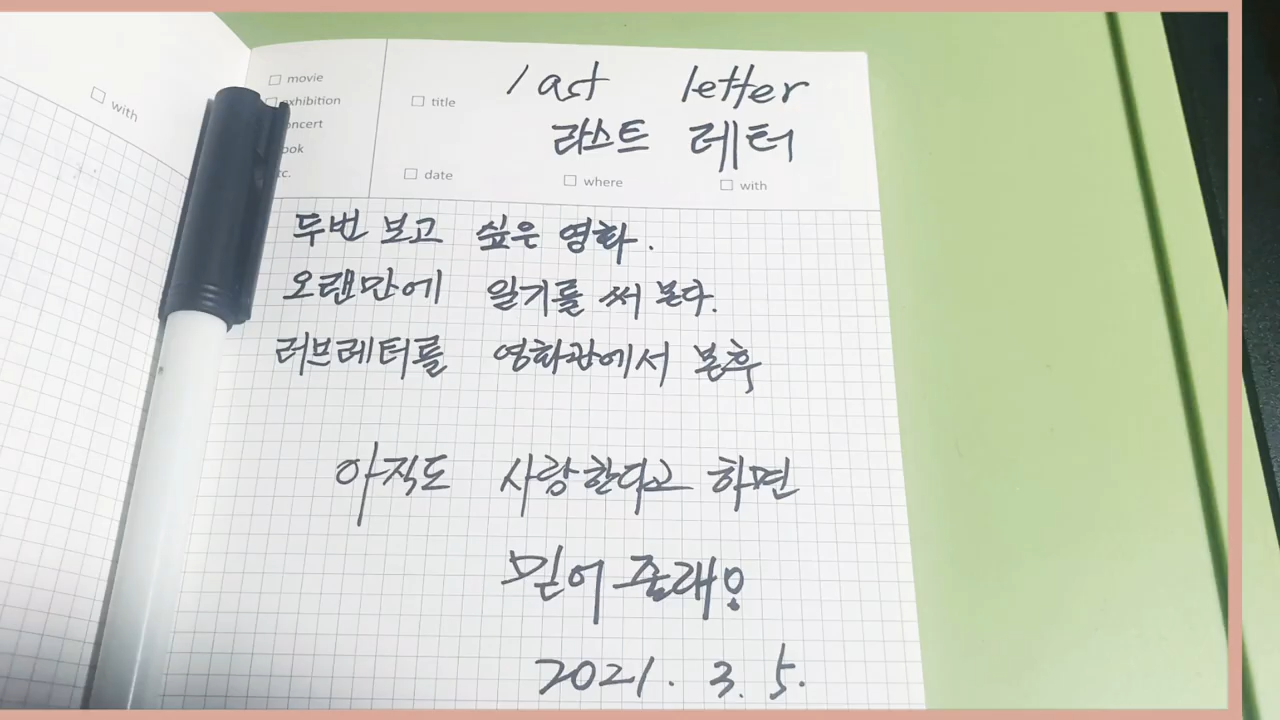 with
movie
exhibition
title
last letter
라스트 레터
date
where
with
두번 보고 싶은 영화.
오랜만에 일기를 써 본다.
러브레터를 영화관에서 본후
아직도 사랑한다고 하면
믿어 줄래?
2021. 3. 5.